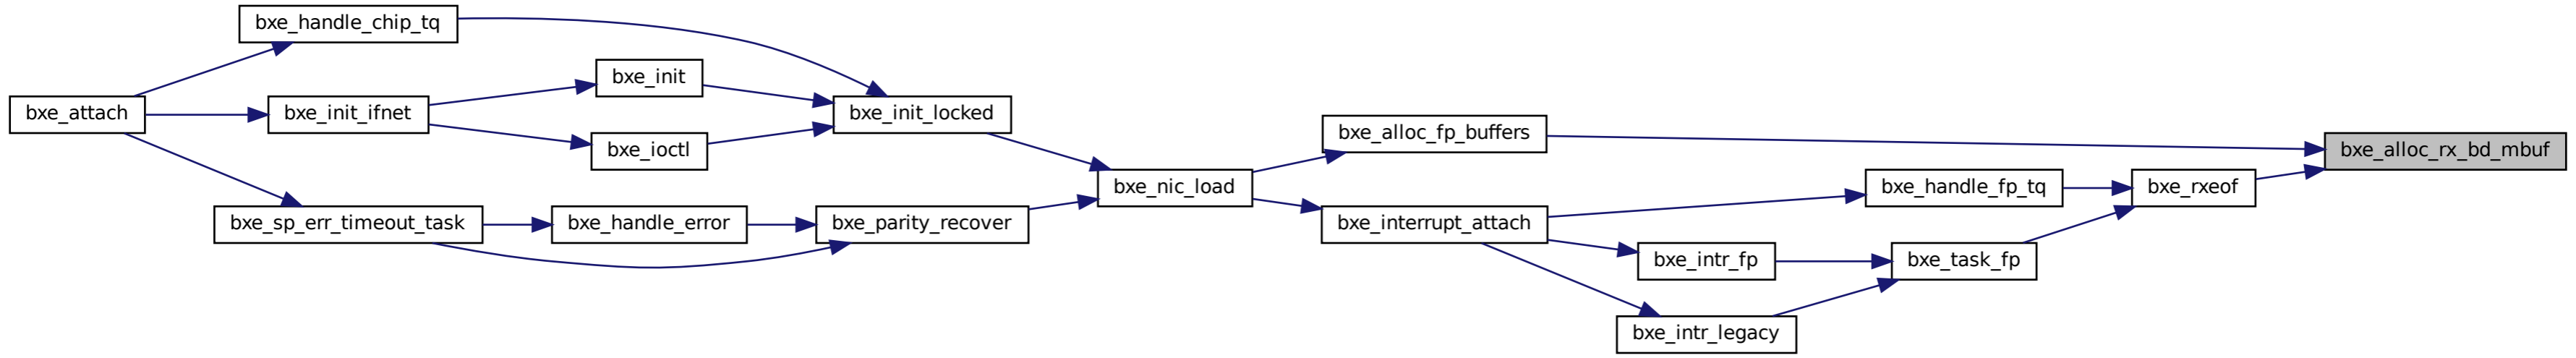 bxe_handle_chip_tq
bxe_init
bxe_attach
bxe_init_ifnet
bxe_init_locked
bxe_alloc_fp_buffers
bxe_ioctl
bxe_alloc_rx_bd_mbuf
bxe_nic_load
bxe_handle_fp_tq
bxe_rxeof
bxe_sp_err_timeout_task
bxe_handle_error
bxe_parity_recover
bxe_interrupt_attach
bxe_intr_fp
bxe_task_fp
bxe_intr_legacy